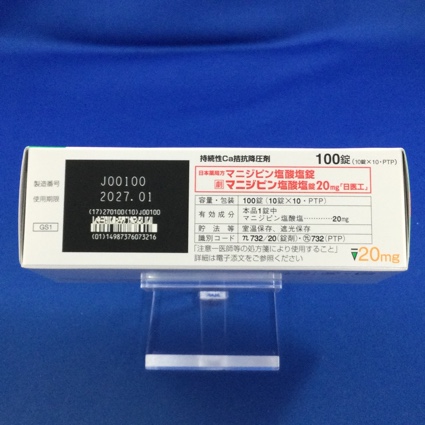 持続性Ca拮抗降圧剤
100錠 (10錠×10・PTP)
日本薬局方 マニジピン塩酸塩錠
劇 マニジピン塩酸塩錠20mg「日医工」
容量・包装 100錠 (10錠×10・PTP)
有効成分 本品1錠中
マニジピン塩酸塩………20mg
貯法等 室温保存、遮光保存
732/20(錠剤)・732(PTP)
識別コード
「注意-医師等の処方箋により使用すること」
詳細は電子添文をご参照ください。
20mg
製造番号 J00100
使用期限 2027.01
GS1
(17)270100(10)J00100
(01)14987376073216